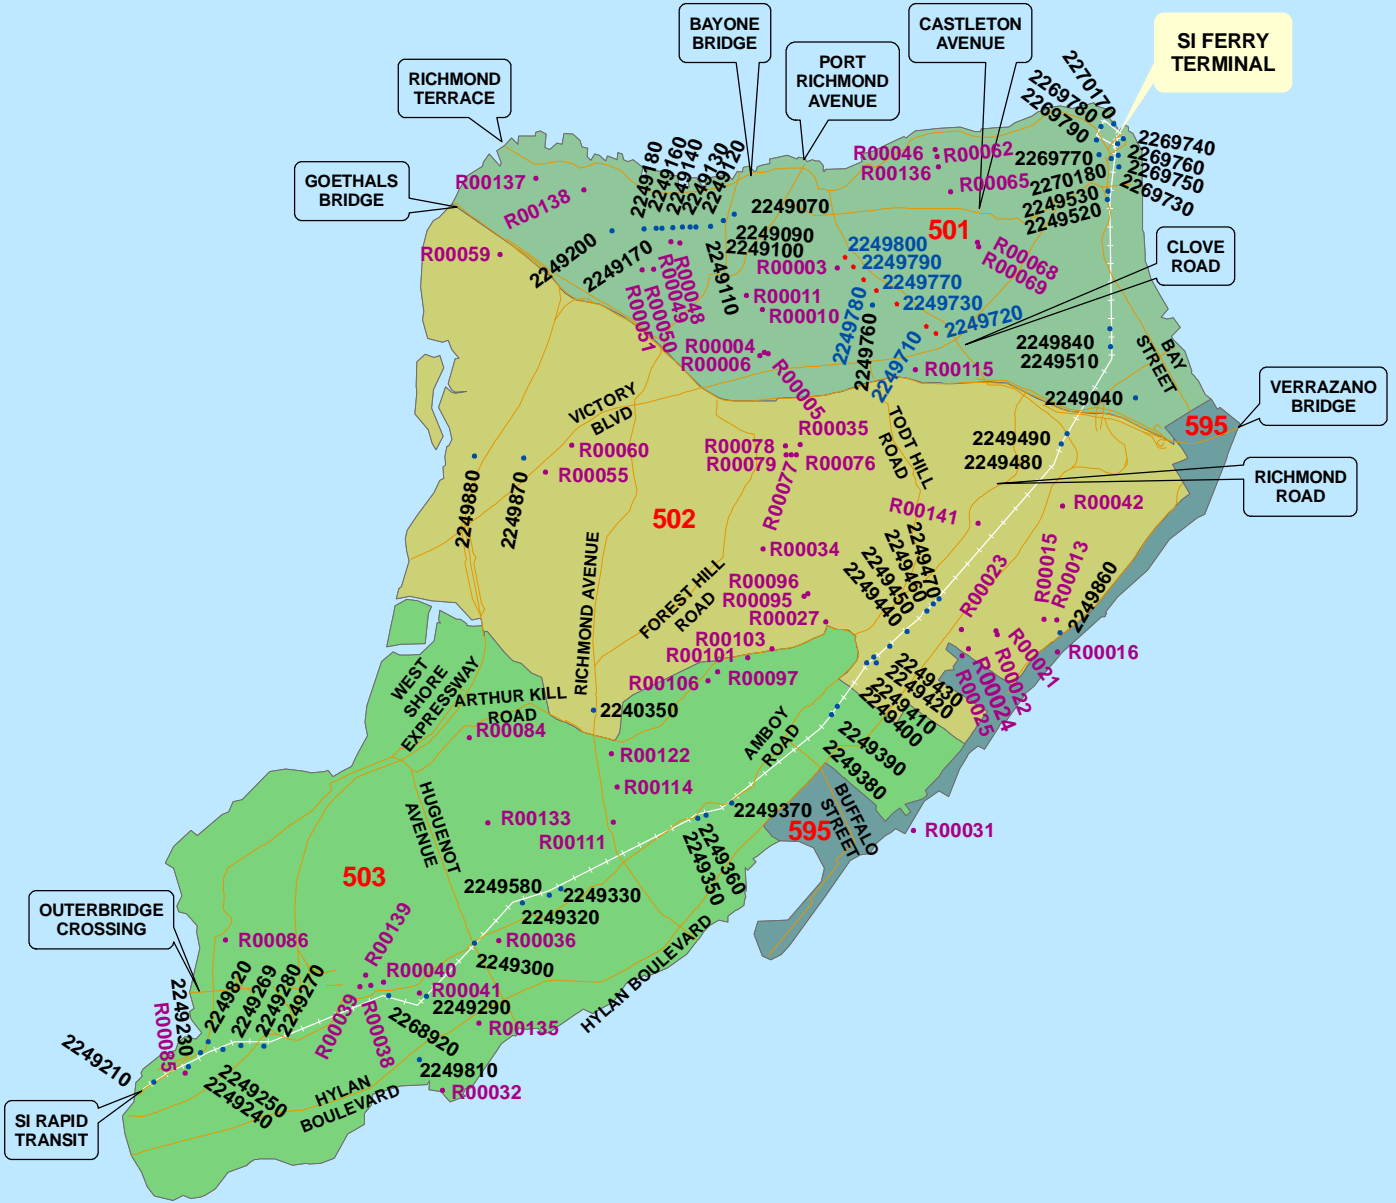 BAYONE
BRIDGE
CASTLETON
AVENUE
SI FERRY
TERMINAL
RICHMOND
TERRACE
PORT
RICHMOND
AVENUE
GOETHALS
BRIDGE
2270170
2269780
2269790
2269740
2269760
2269750
2269730
2269770
2270180
2249530
2249520
R00046
R00062
R00136
R00065
R00137
R00138
2249180
2249160
2249140
2249130
2249120
2249070
2249090
2249100
2249110
2249200
2249170
R00059
501
R00068
R00069
CLOVE
ROAD
2249800
2249790
2249770
2249730
2249720
2249780
2249760
2249710
R00003
R00011
R00010
R00048
R00049
R00050
R00051
R00004
R00006
R00005
R00115
2249840
2249510
2249040
BAY
STREET
VERRAZANO
BRIDGE
595
VICTORY
BLVD
R00060
R00055
R00035
R00078
R00079
R00076
R00077
TODT HILL
ROAD
2249490
2249480
RICHMOND
ROAD
2249880
2249870
502
R00042
R00141
R00034
RICHMOND AVENUE
FOREST HILL
ROAD
R00096
R00095
R00027
R00103
R00101
R00106
R00097
2249470
2249460
2249450
2249440
R00023
R00015
R00013
2249860
R00016
R00021
R00022
R00024
R00025
2249430
2249420
2249410
2249400
WEST
SHORE
EXPRESSWAY
ARTHUR KILL
ROAD
R00084
2240350
AMBOY
ROAD
2249390
2249380
R00122
R00114
HUGUENOT
AVENUE
R00133
R00111
2249370
2249360
2249350
595
BUFFALO
STREET
R00031
503
2249580
2249330
2249320
OUTERBRIDGE
CROSSING
R00086
R00139
R00036
2249300
HYLAN BOULEVARD
R00040
R00041
2249290
R00135
R00039
R00038
2268920
2249810
R00032
2249820
2249269
2249280
2249270
2249230
R00085
2249210
2249250
2249240
HYLAN
BOULEVARD
SI RAPID
TRANSIT